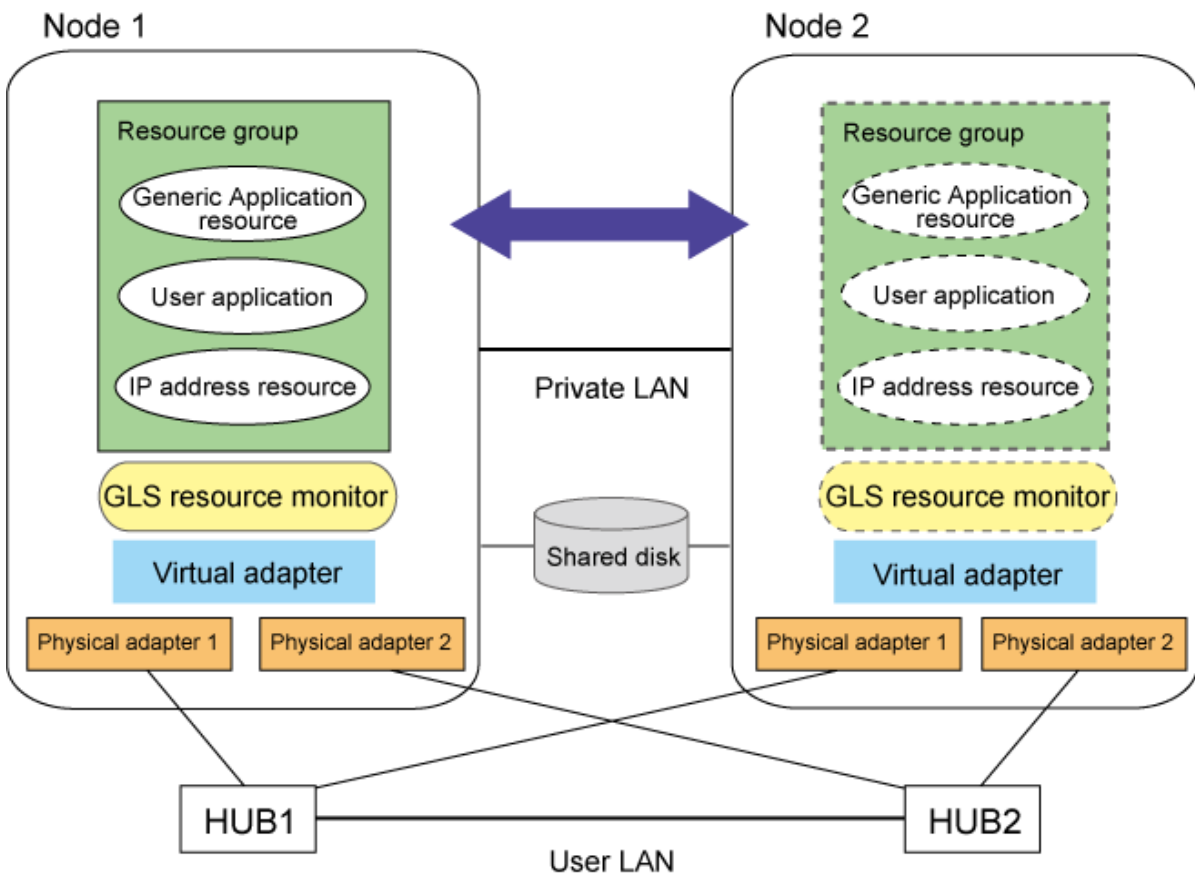 Node 1
Node 2
Resource group
Generic Application
resource
User application
IP address resource
GLS resource monitor
Virtual adapter
Physical adapter 1
Physical adapter 2
Private LAN
Shared disk
Resource group
Generic Application
resource
User application
IP address resource
GLS resource monitor
Virtual adapter
Physical adapter 1
Physical adapter 2
HUB1
HUB2
User LAN